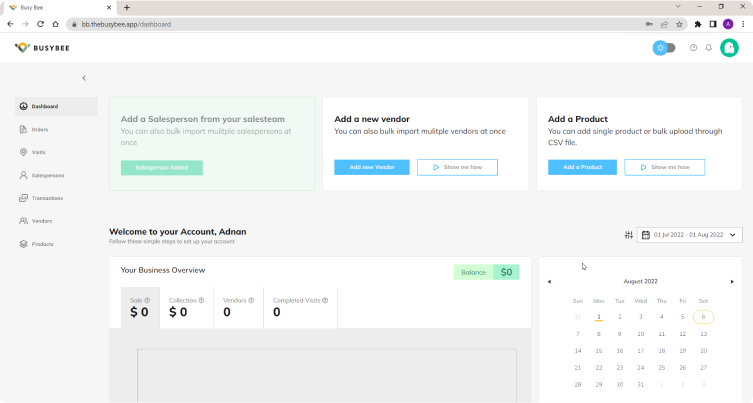 Busy Bee
bb.thebusybee.app/dashboard
A
BUSYBEE
Dashboard
Orders
Visits
Salespersons
Transactions
Vendors
Products
Add a Salesperson from your salesteam
You can also bulk import mulitple salespersons at
once
Salesperson Added
Add a new vendor
You can also bulk import mulitple vendors at once
Add new Vendor
Show me how
Add a Product
You can add single product or bulk upload through
CSV file.
Add a Product
Show me how
Welcome to your Account, Adnan
Follow these simple steps to set up your account
01 Jul 2022 - 01 Aug 2022
Your Business Overview
Balance $0
Sale Collection Vendors Completed Visits
$ 0 $ 0 0 0
August 2022
Sun Mon Tue Wed Thu Fri Sat
31 1 2 3 4 5 6
7 8 9 10 11 12 13
14 15 16 17 18 19 20
21 22 23 24 25 26 27
28 29 30 31 1 2 3